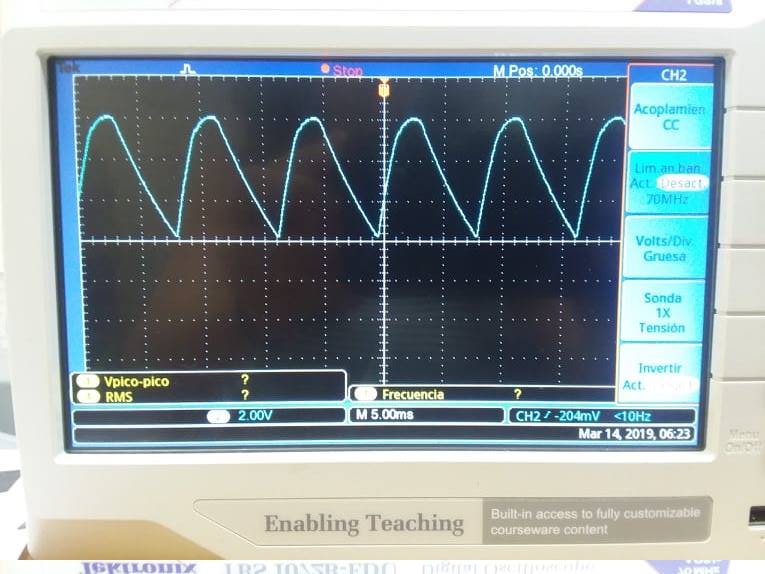 Tek
Stop
M Pos: 0.000s
CH2
Acoplamien
CC
Lim.an.ban.
Act. Desact.
70MHz
Volts/Div
Gruesa
Sonda
1X
Tensión
Invertir
Act.
1 Vpico-pico ?
1 RMS ?
Frecuencia ?
2.00V
M 5.00ms
CH2 -204mV <10Hz
Mar 14, 2019, 06:23
Menu
On/Off
Enabling Teaching
Built-in access to fully customizable
courseware content
Tektronix TBS 1072B-EDU Digital Oscilloscope